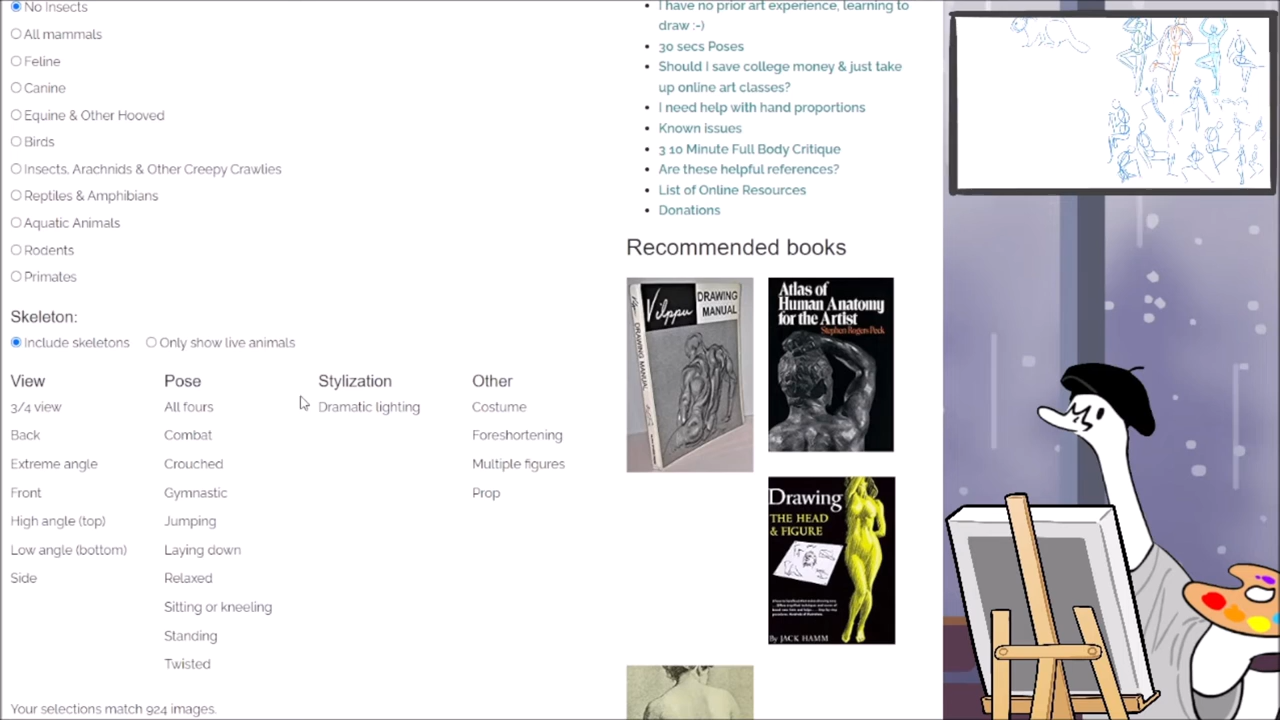 No Insects
All mammals
Feline
Canine
Equine & Other Hooved
Birds
Insects, Arachnids & Other Creepy Crawlies
Reptiles & Amphibians
Aquatic Animals
Rodents
Primates
Skeleton:
Include skeletons Only show live animals
View
3/4 view
Back
Extreme angle
Front
High angle (top)
Low angle (bottom)
Side
Pose
All fours
Combat
Crouched
Gymnastic
Jumping
Laying down
Relaxed
Sitting or kneeling
Standing
Twisted
Stylization
Dramatic lighting
Other
Costume
Foreshortening
Multiple figures
Prop
Your selections match 924 images.
I have no prior art experience, learning to
draw :-)
30 secs Poses
Should I save college money & just take
up online art classes?
I need help with hand proportions
Known issues
3 10 Minute Full Body Critique
Are these helpful references?
List of Online Resources
Donations
Recommended books
Vilppu
DRAWING
MANUAL
Atlas of
Human Anatomy
for the Artist
Stephen Rogers Peck
Drawing
THE HEAD
& FIGURE
By JACK HAMM